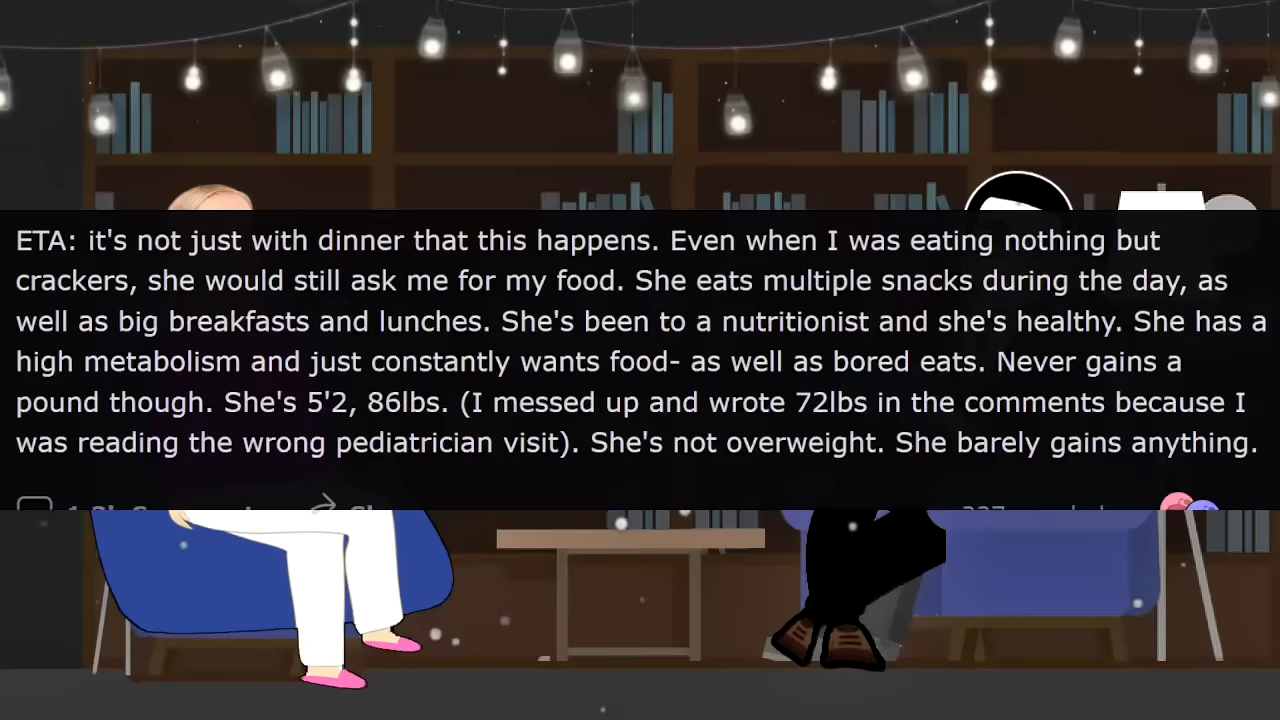 ETA: it's not just with dinner that this happens. Even when I was eating nothing but
crackers, she would still ask me for my food. She eats multiple snacks during the day, as
well as big breakfasts and lunches. She's been to a nutritionist and she's healthy. She has a
high metabolism and just constantly wants food- as well as bored eats. Never gains a
pound though. She's 5'2, 86lbs. (I messed up and wrote 72lbs in the comments because I
was reading the wrong pediatrician visit). She's not overweight. She barely gains anything.